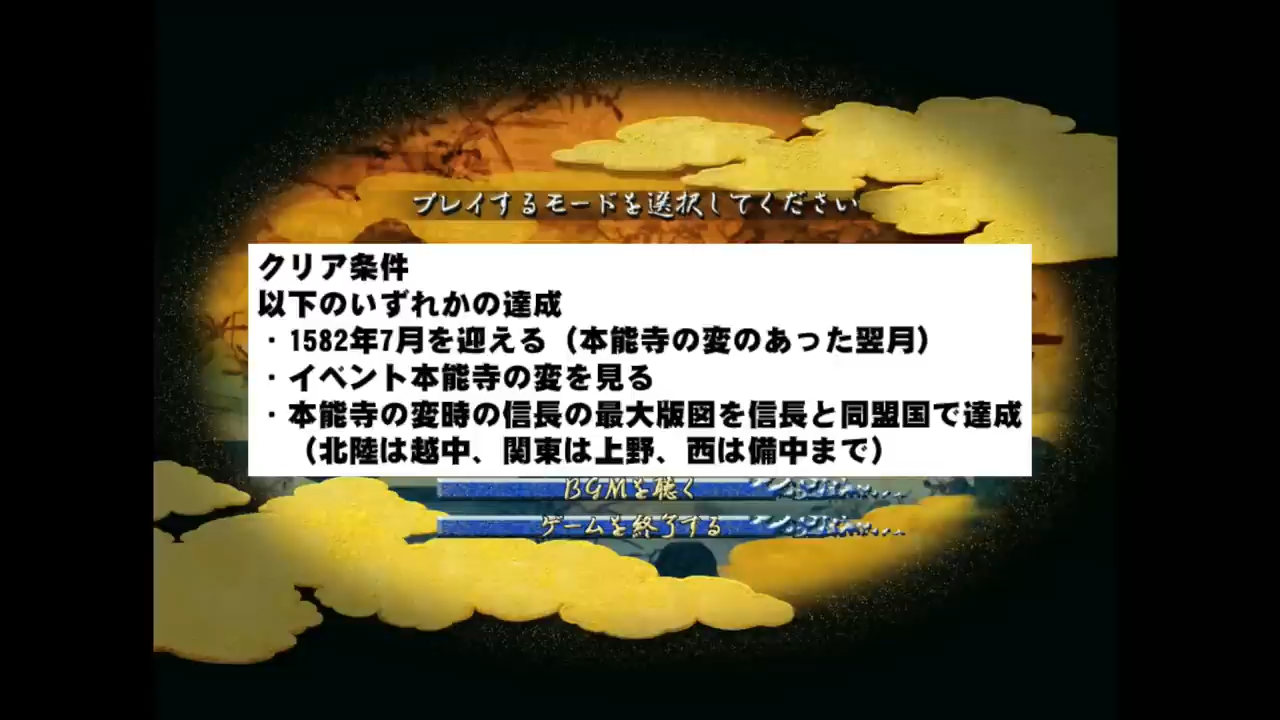 プレイするモードを選択してください
クリア条件
以下のいずれかの達成
・1582年7月を迎える（本能寺の変のあった翌月）
・イベント本能寺の変を見る
・本能寺の変時の信長の最大版図を信長と同盟国で達成
（北陸は越中、関東は上野、西は備中まで）
BGMを聴く
ゲームを終了する